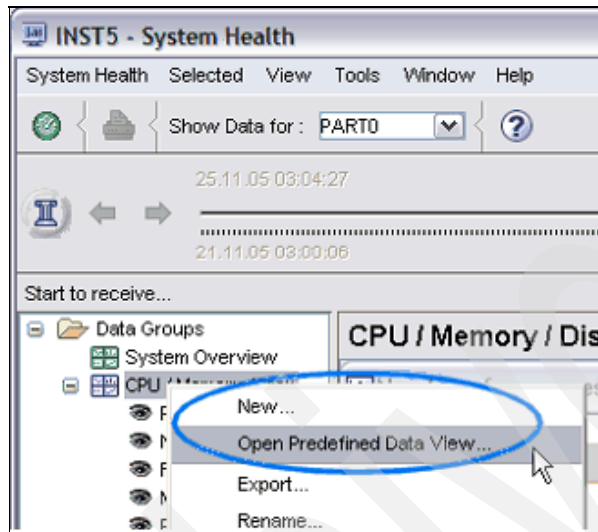 INST5 - System Health
System Health Selected View Tools Window Help
Show Data for : PART0
25.11.05 03:04:27
21.11.05 03:00:06
Start to receive...
Data Groups
CPU / Memory / Dis
System Overview
CPU
New...
Open Predefined Data View...
Export...
Rename...